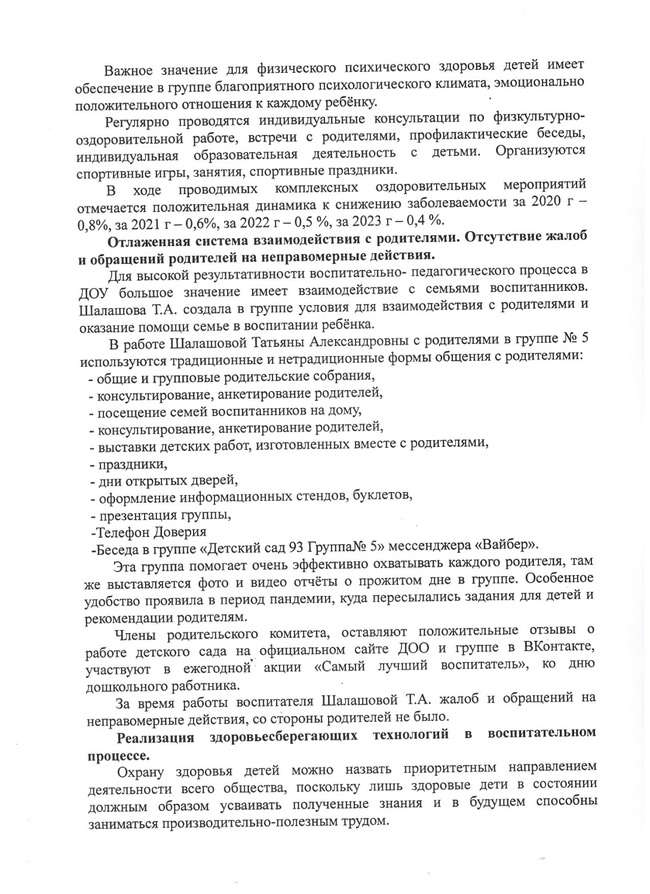 Важное значение для физического психического здоровья детей имеет
обеспечение в группе благоприятного психологического климата, эмоционально
положительного отношения к каждому ребёнку.
Регулярно проводятся индивидуальные консультации по физкультурно-
оздоровительной работе, встречи с родителями, профилактические беседы,
индивидуальная образовательная деятельность с детьми. Организуются
спортивные игры, занятия, спортивные праздники.
В ходе проводимых комплексных оздоровительных мероприятий
отмечается положительная динамика к снижению заболеваемости за 2020 г –
0,8%, за 2021 г – 0,6%, за 2022 г – 0,5 %, за 2023 г – 0,4 %.
Отлаженная система взаимодействия с родителями. Отсутствие жалоб
и обращений родителей на неправомерные действия.
Для высокой результативности воспитательно- педагогического процесса в
ДОУ большое значение имеет взаимодействие с семьями воспитанников.
Шалашова Т.А. создала в группе условия для взаимодействия с родителями и
оказание помощи семье в воспитании ребёнка.
В работе Шалашовой Татьяны Александровны с родителями в группе № 5
используются традиционные и нетрадиционные формы общения с родителями:
- общие и групповые родительские собрания,
- консультирование, анкетирование родителей,
- посещение семей воспитанников на дому,
- консультирование, анкетирование родителей,
- выставки детских работ, изготовленных вместе с родителями,
- праздники,
- дни открытых дверей,
- оформление информационных стендов, буклетов,
- презентация группы,
-Телефон Доверия
-Беседа в группе «Детский сад 93 Группа№ 5» мессенджера «Вайбер».
Эта группа помогает очень эффективно охватывать каждого родителя, там
же выставляется фото и видео отчёты о прожитом дне в группе. Особенное
удобство проявила в период пандемии, куда пересылались задания для детей и
рекомендации родителям.
Члены родительского комитета, оставляют положительные отзывы о
работе детского сада на официальном сайте ДОО и группе в ВКонтакте,
участвуют в ежегодной акции «Самый лучший воспитатель», ко дню
дошкольного работника.
За время работы воспитателя Шалашовой Т.А. жалоб и обращений на
неправомерные действия, со стороны родителей не было.
Реализация здоровьесберегающих технологий в воспитательном
процессе.
Охрану здоровья детей можно назвать приоритетным направлением
деятельности всего общества, поскольку лишь здоровые дети в состоянии
должным образом усваивать полученные знания и в будущем способны
заниматься производительно-полезным трудом.